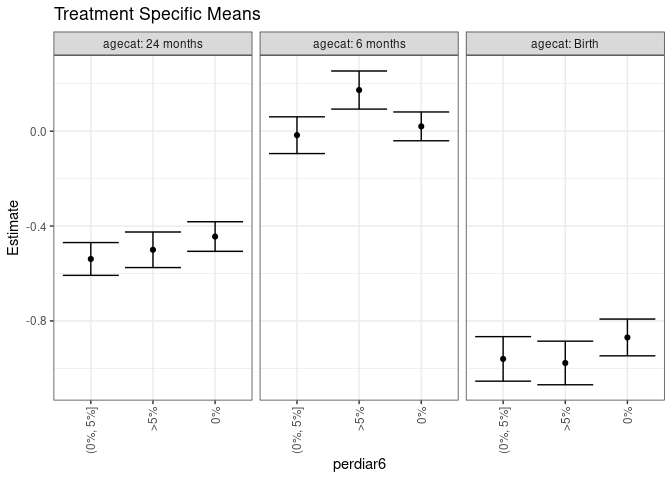 Treatment Specific Means
agecat: 24 months
agecat: 6 months
agecat: Birth
0.0
-0.4
-0.8
Estimate
(0%, 5%]
>5%
0%
(0%, 5%]
>5%
0%
(0%, 5%]
>5%
0%
perdiar6